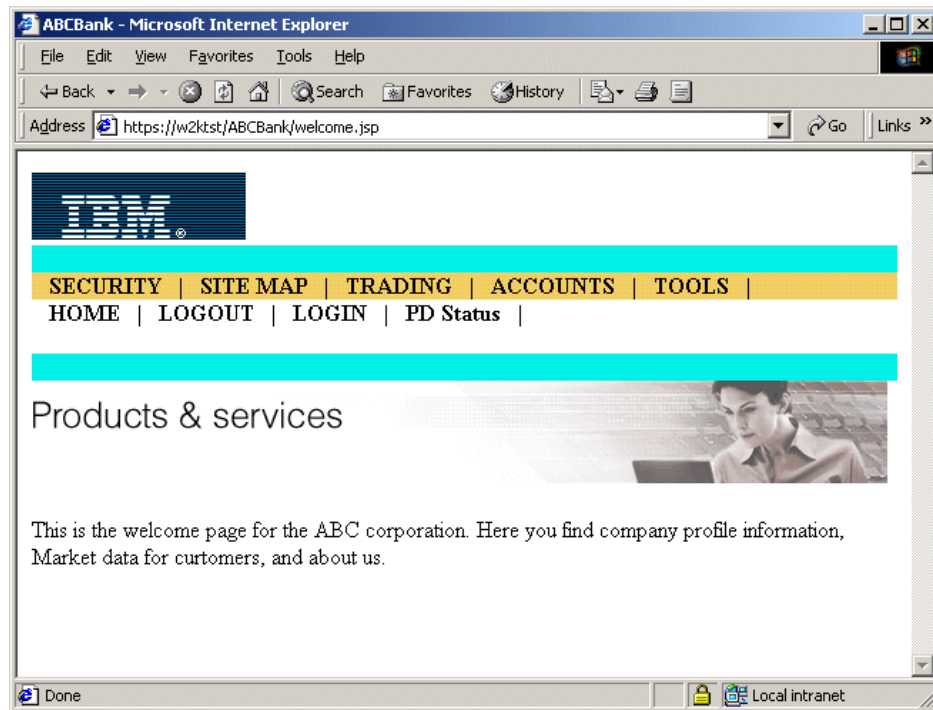 ABCBank - Microsoft Internet Explorer
File Edit View Favorites Tools Help
Back Search Favorites History
Address https://w2ktst/ABCBank/welcome.jsp Go Links »
IBM®
SECURITY | SITE MAP | TRADING | ACCOUNTS | TOOLS |
HOME | LOGOUT | LOGIN | PD Status |
Products & services
This is the welcome page for the ABC corporation. Here you find company profile information,
Market data for curtomers, and about us.
Done Local intranet